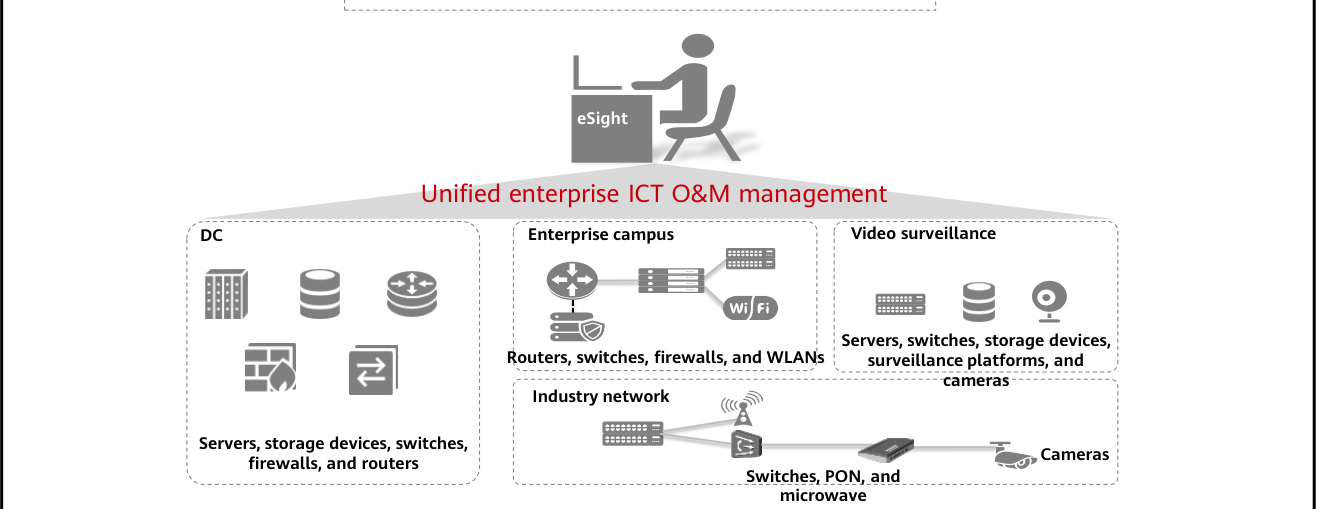 eSight
Unified enterprise ICT O&M management
DC
Servers, storage devices, switches,
firewalls, and routers
Enterprise campus
Wi Fi
Routers, switches, firewalls, and WLANs
Video surveillance
Servers, switches, storage devices,
surveillance platforms, and
cameras
Industry network
Cameras
Switches, PON, and
microwave